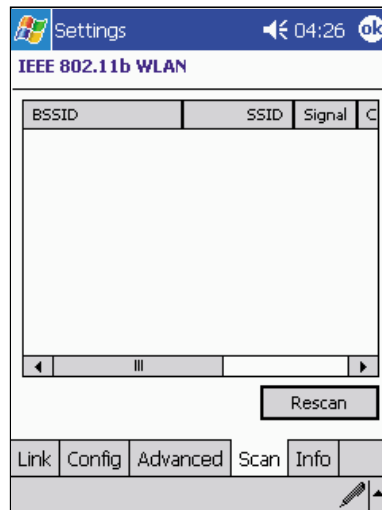 Settings 04:26 ok
IEEE 802.11b WLAN
BSSID SSID Signal C
Rescan
Link Config Advanced Scan Info